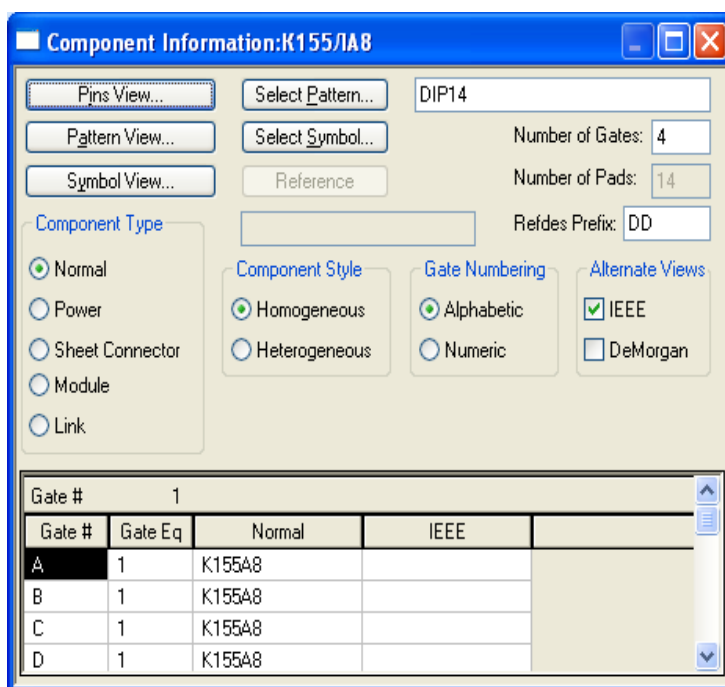 Component Information:К155ЛА8
Pins View...
Select Pattern...
DIP14
Pattern View...
Select Symbol...
Number of Gates: 4
Symbol View...
Reference
Number of Pads: 14
Component Type
Refdes Prefix: DD
Normal
Component Style
Gate Numbering
Alternate Views
Power
Homogeneous
Alphabetic
IEEE
Sheet Connector
Heterogeneous
Numeric
DeMorgan
Module
Link
Gate # 1
Gate # Gate Eq Normal IEEE
A 1 K155A8
B 1 K155A8
C 1 K155A8
D 1 K155A8